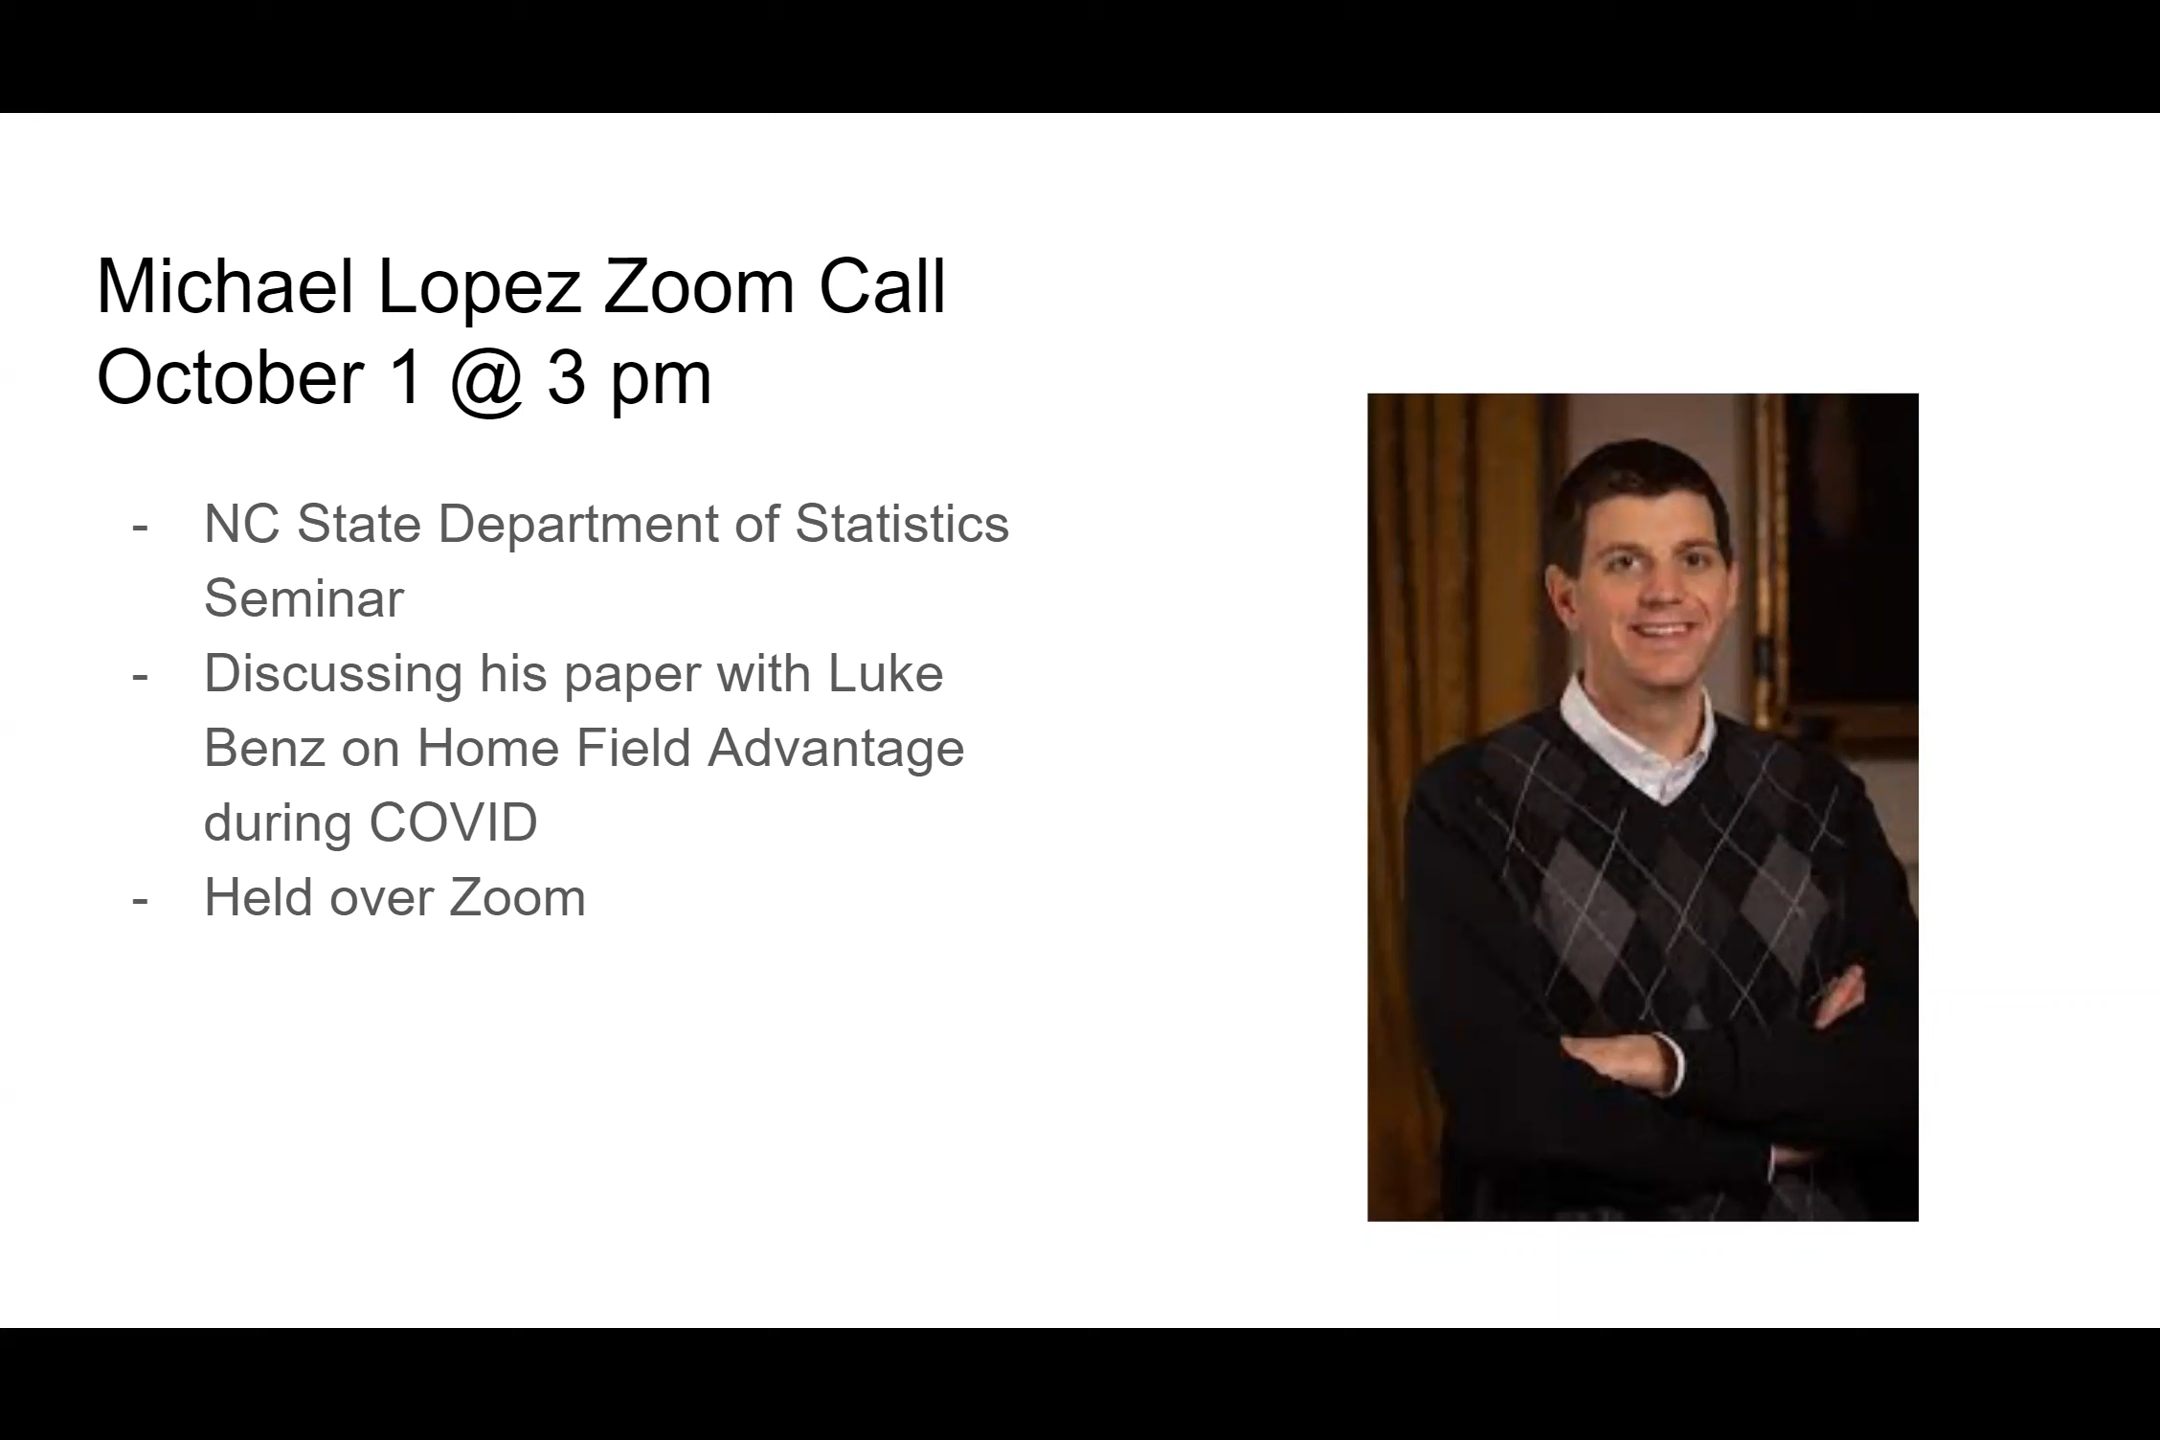 Michael Lopez Zoom Call
October 1 @ 3 pm
- NC State Department of Statistics
Seminar
- Discussing his paper with Luke
Benz on Home Field Advantage
during COVID
- Held over Zoom